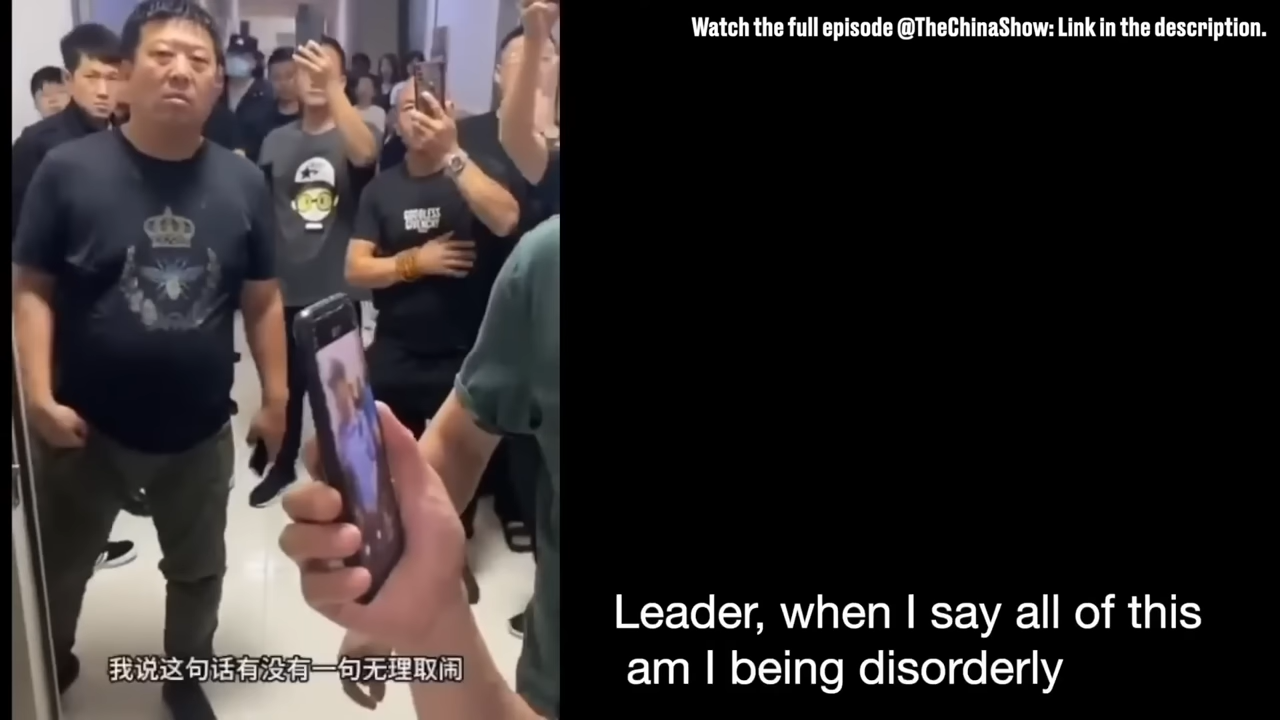 Watch the full episode @TheChinaShow: Link in the description.
我说这句话有没有一句无理取闹
Leader, when I say all of this
am I being disorderly